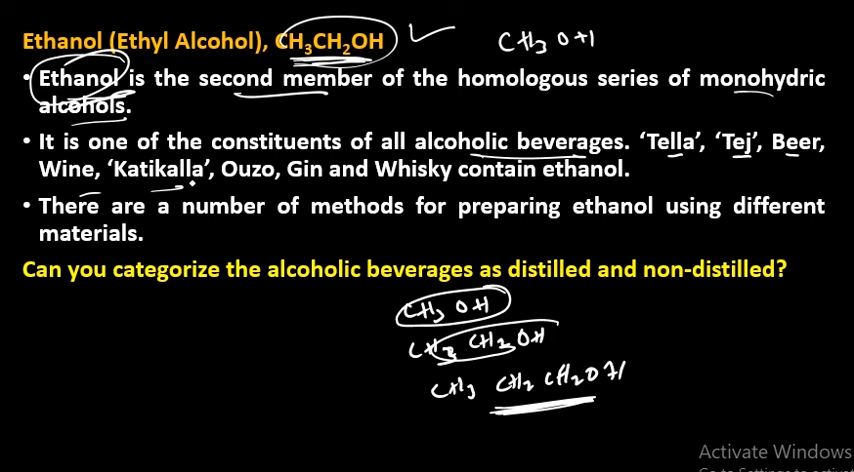 Ethanol (Ethyl Alcohol), CH₃CH₂OH CH₃ OH
• Ethanol is the second member of the homologous series of monohydric
alcohols.
• It is one of the constituents of all alcoholic beverages. ‘Tella’, ‘Tej’, Beer,
Wine, ‘Katikalla’, Ouzo, Gin and Whisky contain ethanol.
• There are a number of methods for preparing ethanol using different
materials.
Can you categorize the alcoholic beverages as distilled and non-distilled?
CH₃ OH
CH₃ CH₂ OH
CH₃ CH₂ CH₂OH
Activate Windows